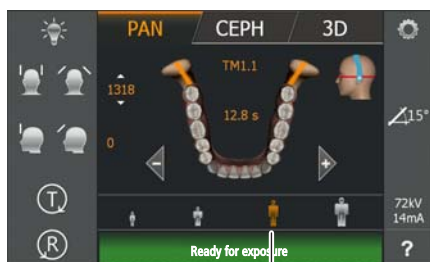 PAN CEPH 3D
TM1.1
1318
12.8 s
15°
0
- +
T
72kV
14mA
R
Ready for exposure
?